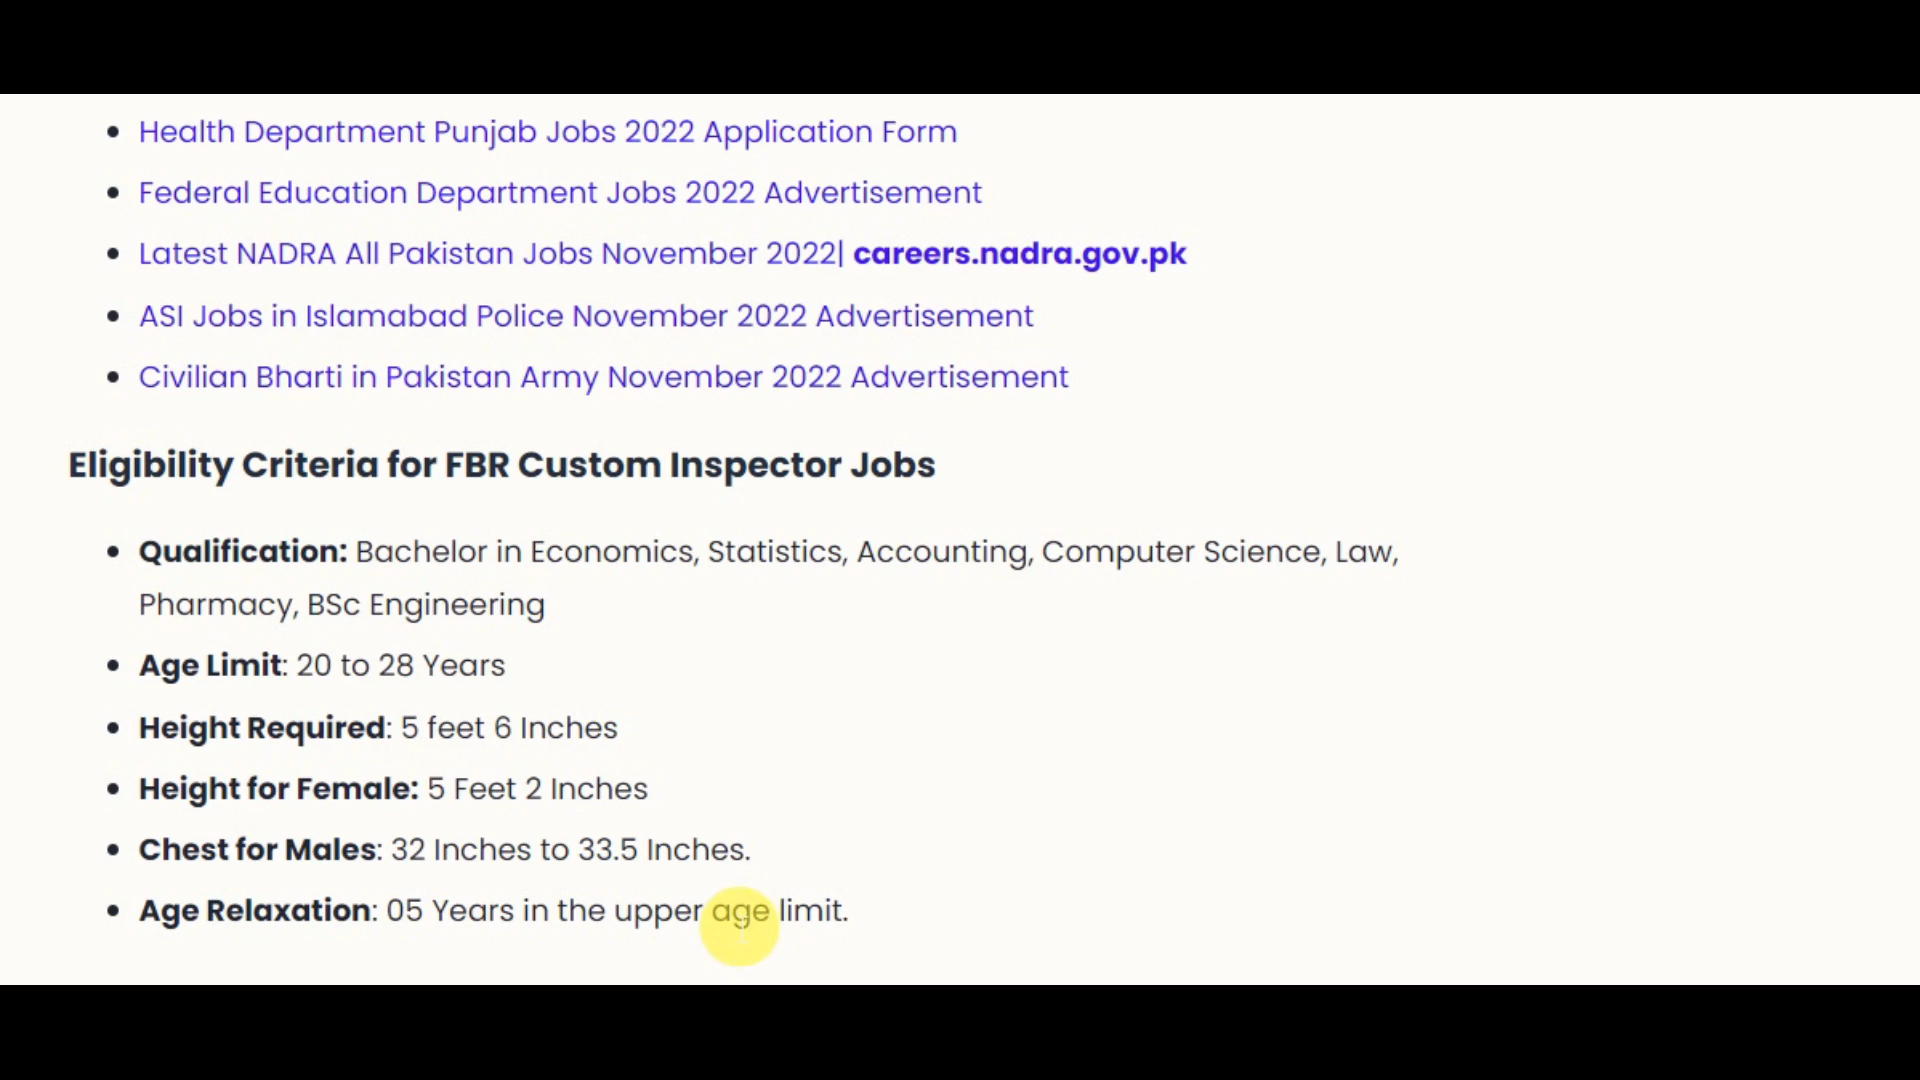 Health Department Punjab Jobs 2022 Application Form
Federal Education Department Jobs 2022 Advertisement
Latest NADRA All Pakistan Jobs November 2022| careers.nadra.gov.pk
ASI Jobs in Islamabad Police November 2022 Advertisement
Civilian Bharti in Pakistan Army November 2022 Advertisement
Eligibility Criteria for FBR Custom Inspector Jobs
Qualification: Bachelor in Economics, Statistics, Accounting, Computer Science, Law,
Pharmacy, BSc Engineering
Age Limit: 20 to 28 Years
Height Required: 5 feet 6 Inches
Height for Female: 5 Feet 2 Inches
Chest for Males: 32 Inches to 33.5 Inches.
Age Relaxation: 05 Years in the upper age limit.